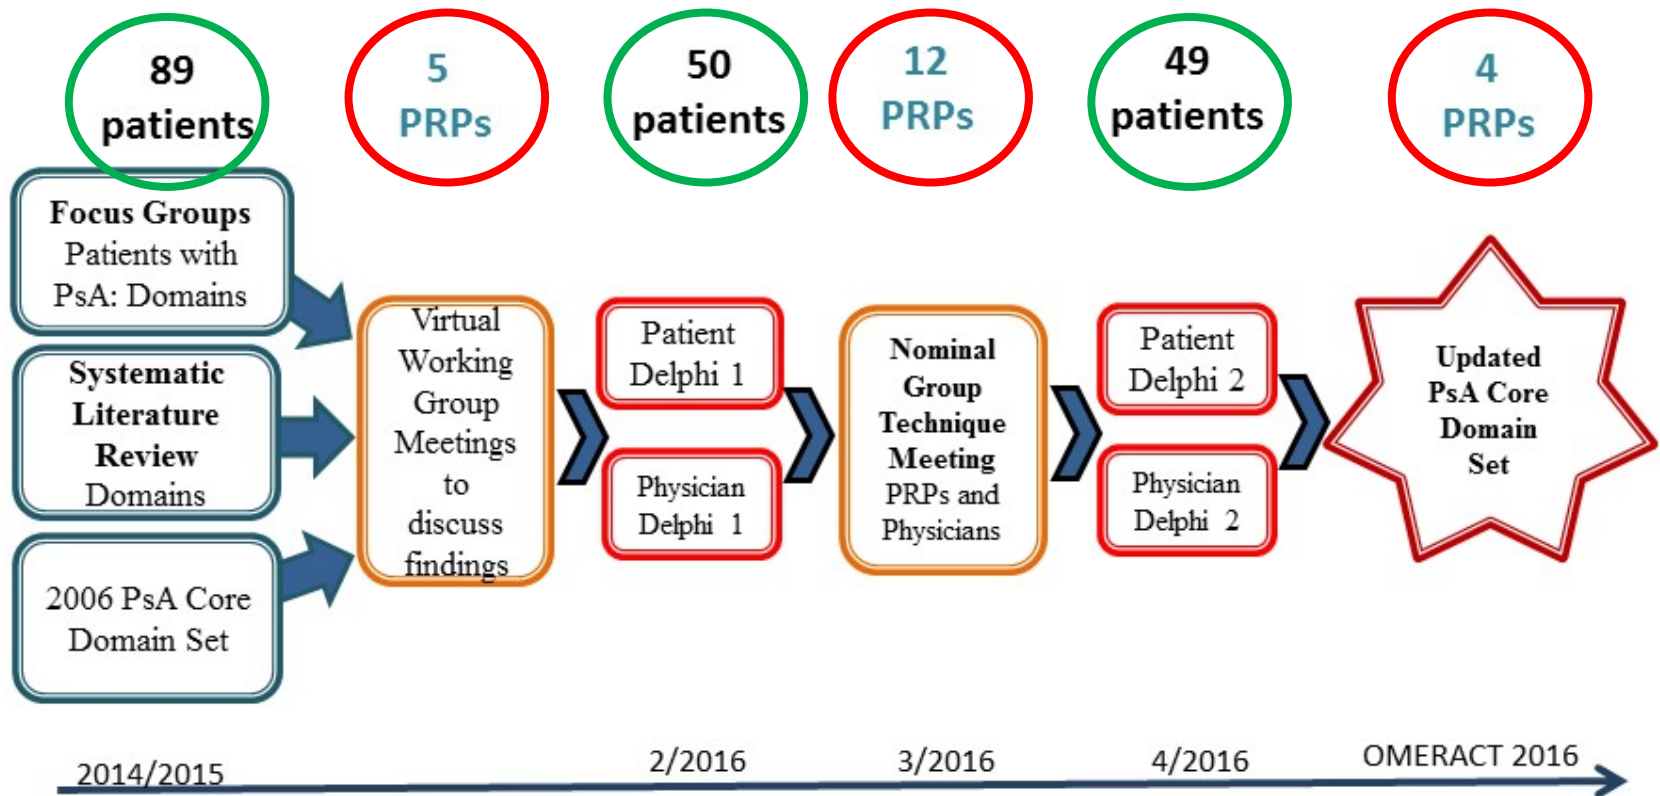 89
patients
5
PRPs
50
patients
12
PRPs
49
patients
4
PRPs
Focus Groups
Patients with
PsA: Domains
Systematic
Literature
Review
Domains
2006 PsA Core
Domain Set
Virtual
Working
Group
Meetings
to
discuss
findings
Patient
Delphi 1
Physician
Delphi 1
Nominal
Group
Technique
Meeting
PRPs and
Physicians
Patient
Delphi 2
Physician
Delphi 2
Updated
PsA Core
Domain
Set
2014/2015
2/2016
3/2016
4/2016
OMERACT 2016